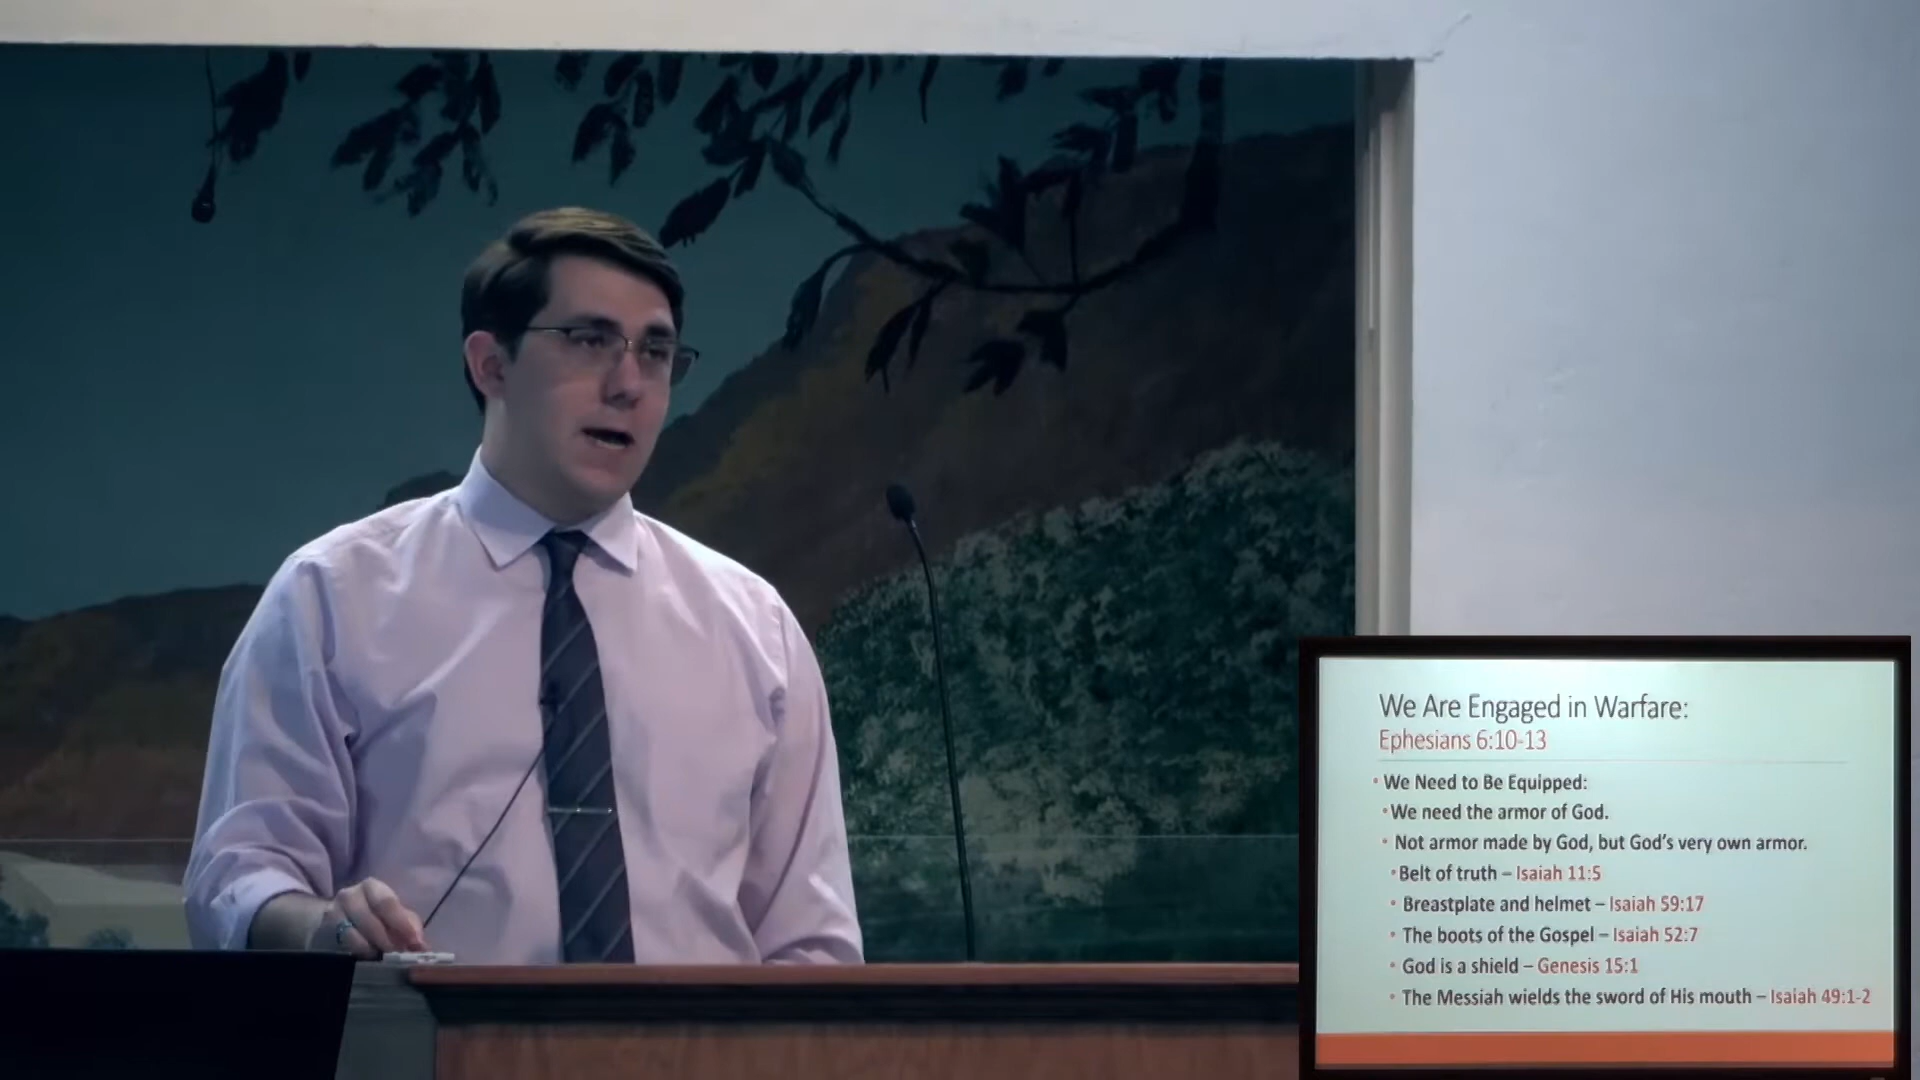 We Are Engaged in Warfare:
Ephesians 6:10-13
• We Need to Be Equipped:
• We need the armor of God.
• Not armor made by God, but God's very own armor.
• Belt of truth – Isaiah 11:5
• Breastplate and helmet – Isaiah 59:17
• The boots of the Gospel – Isaiah 52:7
• God is a shield – Genesis 15:1
• The Messiah wields the sword of His mouth – Isaiah 49:1-2